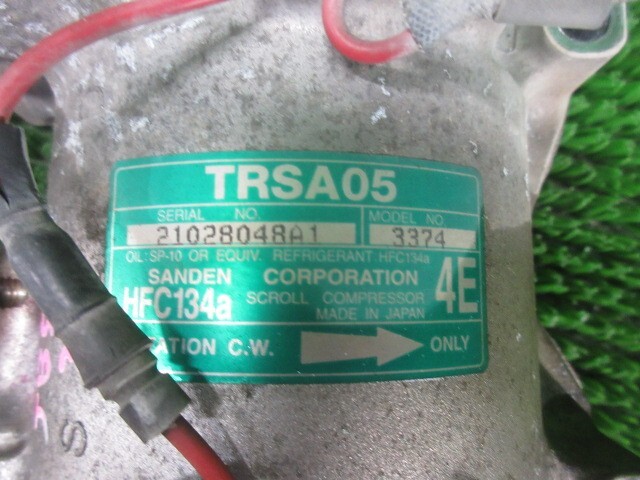 TRSA05
SERIAL NO. MODEL NO
21028048A1 3374
OIL: SP-10 OR EQUIV. REFRIGERANT HFC134a
SANDEN CORPORATION 4E
HFC134a SCROLL COMPRESSOR
MADE IN JAPAN
C.W. ONLY
S